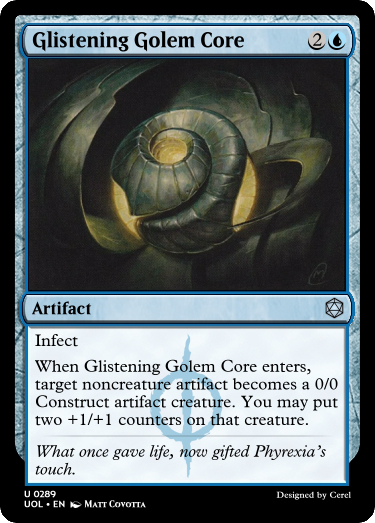 Glistening Golem Core 2
Artifact
Infect
When Glistening Golem Core enters,
target noncreature artifact becomes a 0/0
Construct artifact creature. You may put
two +1/+1 counters on that creature.
What once gave life, now gifted Phyrexia's
touch.
U 0289
UOL • EN Matt Covotta
Designed by Cerel